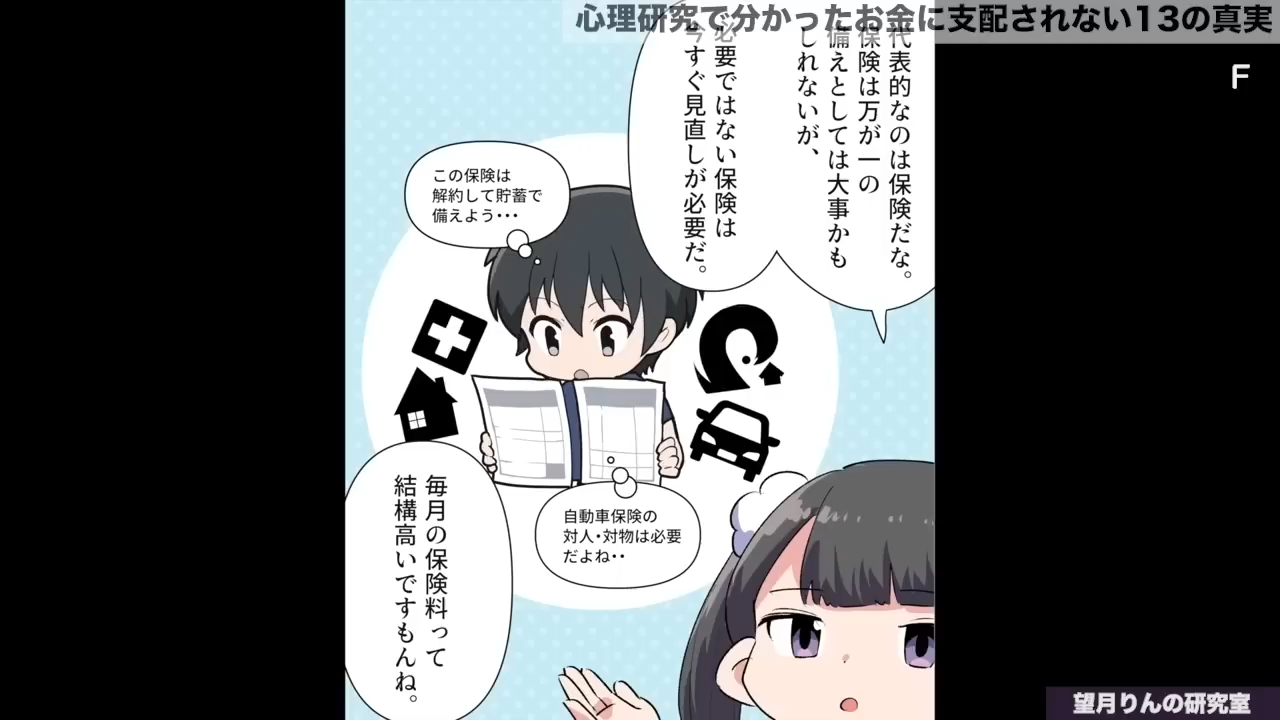 心理研究で分かったお金に支配されない13の真実
F
代表的なのは保険だな。
保険は万が一の
備えとしては大事かも
しれないが、
必要ではない保険は
今すぐ見直しが必要だ。
この保険は
解約して貯蓄で
備えよう・・・
自動車保険の
対人・対物は必要
だよね・・
毎月の保険料って
結構高いですもんね。
望月りんの研究室